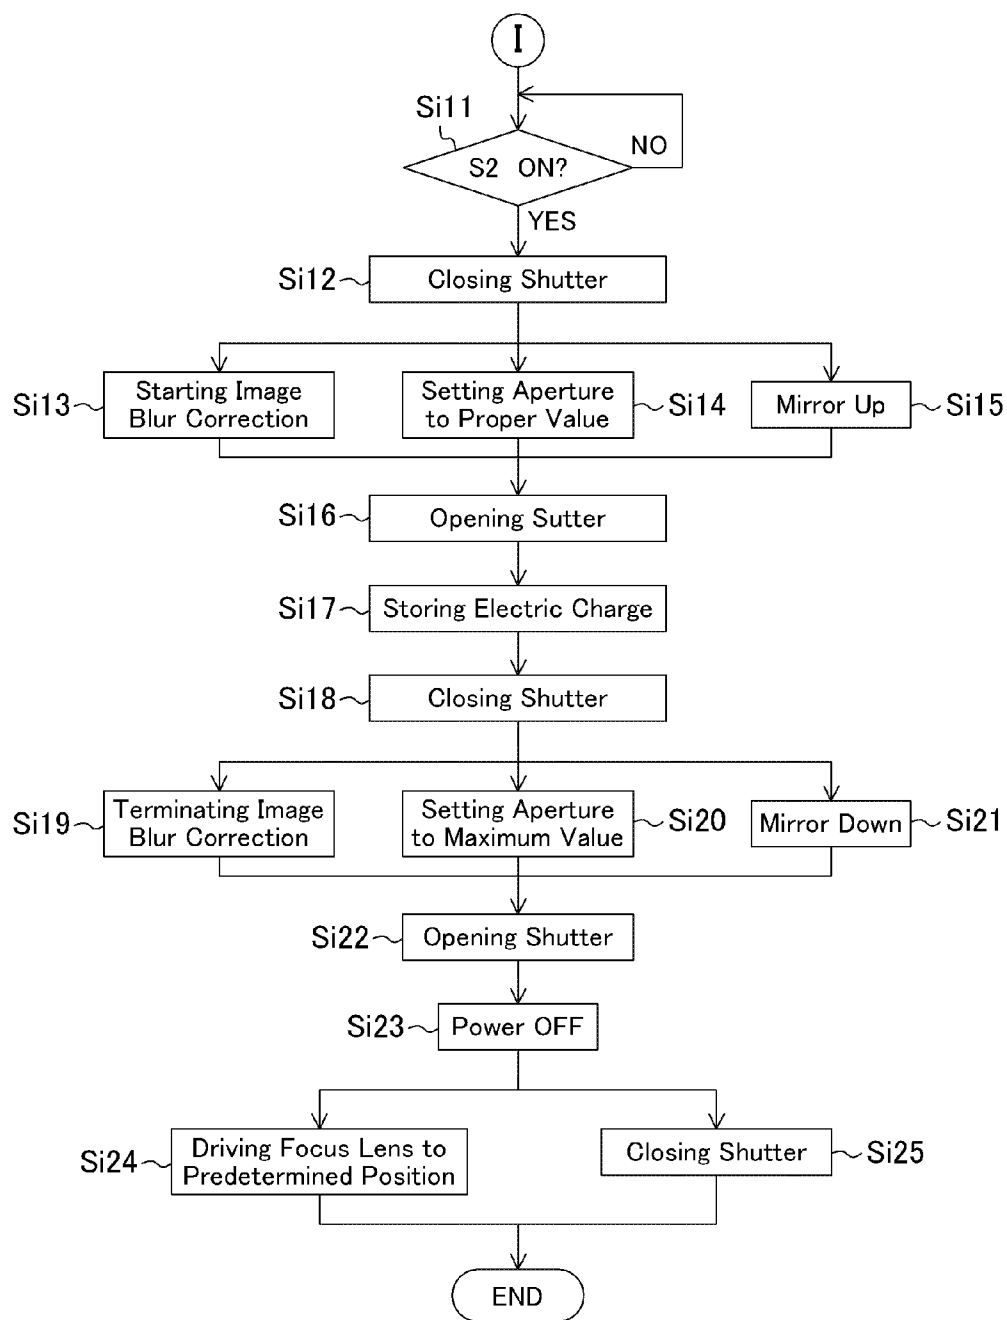 I
Si11
S2 ON?
NO
YES
Si12
Closing Shutter
Si13
Starting Image
Blur Correction
Setting Aperture
to Proper Value
Si14
Mirror Up
Si15
Si16
Opening Sutter
Si17
Storing Electric Charge
Si18
Closing Shutter
Si19
Terminating Image
Blur Correction
Setting Aperture
to Maximum Value
Si20
Mirror Down
Si21
Si22
Opening Shutter
Si23
Power OFF
Si24
Driving Focus Lens to
Predetermined Position
Closing Shutter
Si25
END